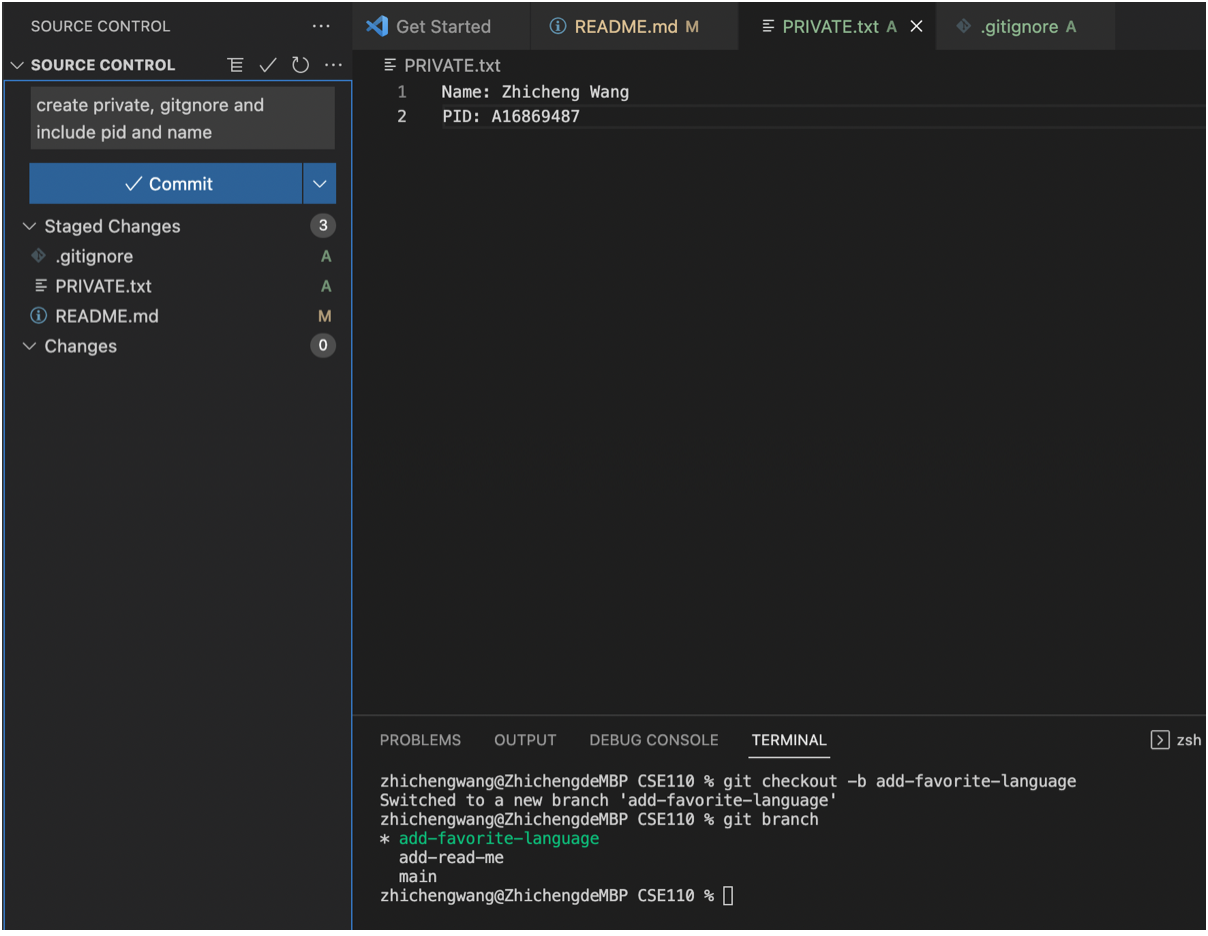 SOURCE CONTROL ...
SOURCE CONTROL ...
create private, gitgnore and
include pid and name
Commit
Staged Changes 3
.gitignore A
PRIVATE.txt A
README.md M
Changes 0
Get Started README.md M PRIVATE.txt A .gitignore A
PRIVATE.txt
1 Name: Zhicheng Wang
2 PID: A16869487
PROBLEMS OUTPUT DEBUG CONSOLE TERMINAL zsh
zhichengwang@ZhichengdeMBP CSE110 % git checkout -b add-favorite-language
Switched to a new branch 'add-favorite-language'
zhichengwang@ZhichengdeMBP CSE110 % git branch
* add-favorite-language
add-read-me
main
zhichengwang@ZhichengdeMBP CSE110 %